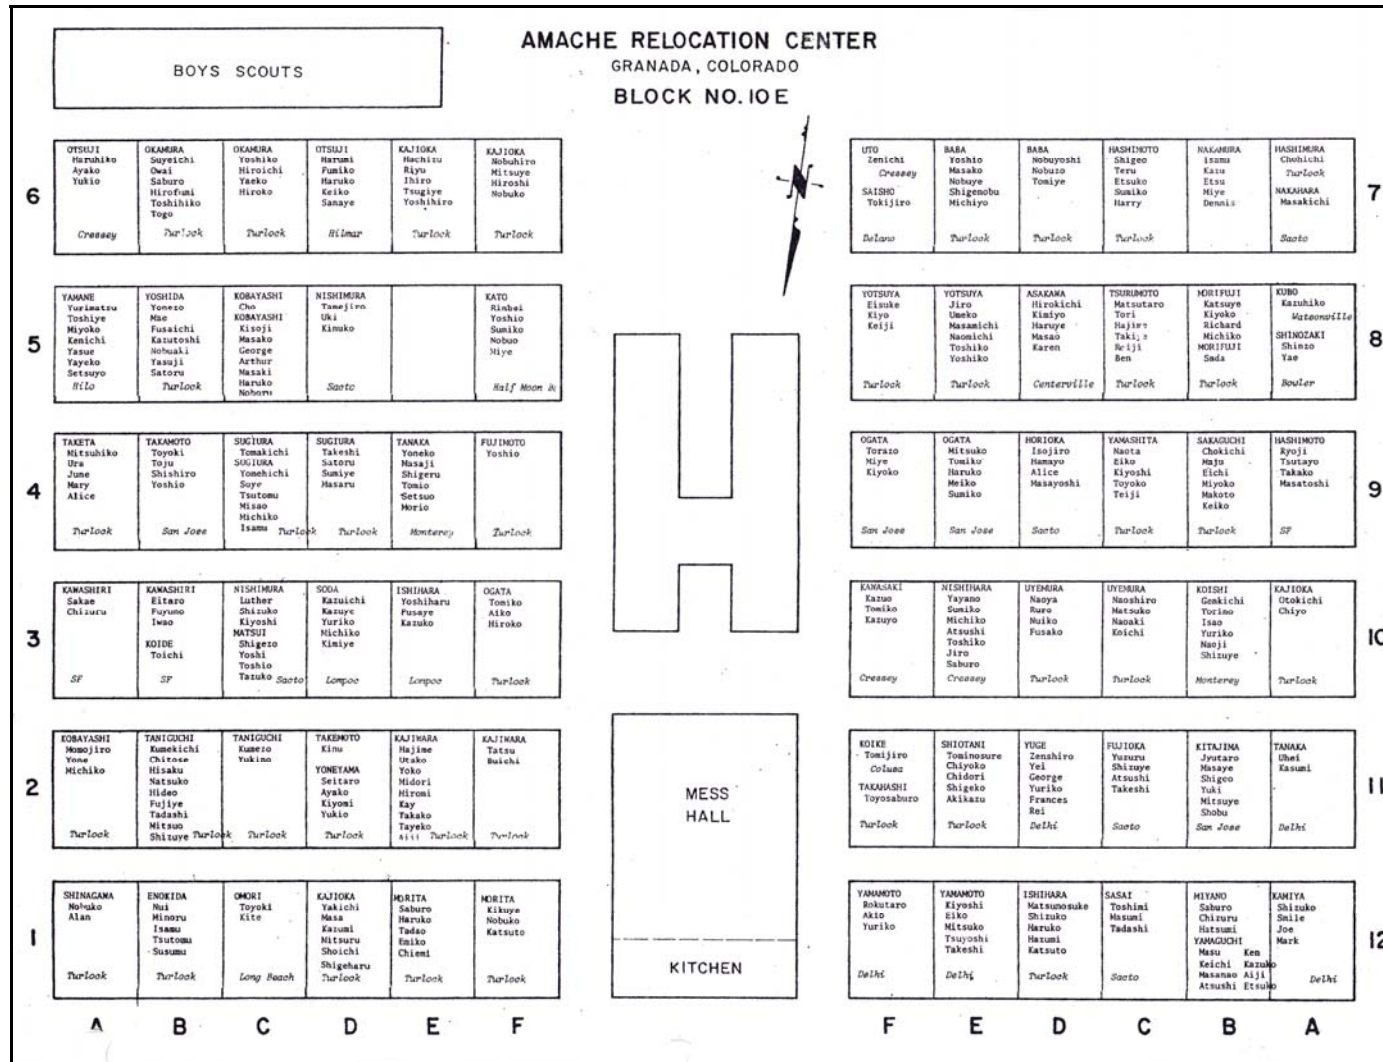 BOYS SCOUTS
AMACHE RELOCATION CENTER
GRANADA, COLORADO
BLOCK NO. 10E
6
OTSUJI
Haruhiko
Ayako
Yukio
Cressey
OKAMURA
Suyeichi
Owai
Saburo
Hirofumi
Toshihiko
Togo
Turlock
OKAMURA
Yoshiko
Hiroichi
Yaeko
Hiroko
Turlock
OTSUJI
Harumi
Fumiko
Haruko
Keiko
Sanaye
Hilmar
KAJIOKA
Hachizu
Riyu
Ihiro
Tsugiye
Yoshihiro
Turlock
KAJIOKA
Nobuhiro
Mitsuye
Hiroshi
Nobuko
Turlock
UTO
Zenichi
Cressey
SAISHO
Tokijiro
Delano
BABA
Yoshio
Masako
Nobuye
Shigenobu
Michiyo
Turlock
BABA
Nobuyoshi
Nobuzo
Tomiye
Turlock
HASHIMOTO
Shigeo
Teru
Etsuko
Sumiko
Harry
Turlock
NAKAMURA
Isamu
Kazu
Etsu
Miye
Dennis
HASHIMURA
Chohichi
Turlock
NAKAHARA
Masakichi
Sacto
7
5
YAMANE
Yurimatsu
Toshiye
Miyoko
Kenichi
Yasue
Yayeko
Setsuyo
Hilo
YOSHIDA
Yonezo
Mae
Fusaichi
Kazutoshi
Nobuaki
Yasuji
Satoru
Turlock
KOBAYASHI
Cho
KOBAYASHI
Kisoji
Masako
George
Arthur
Masaki
Haruko
Noboru
NISHIMURA
Tamejiro
Uki
Kinuko
Sacto
KATO
Rinbei
Yoshio
Sumiko
Nobuo
Miye
Half Moon
YOTSUYA
Eisuke
Kiyo
Keiji
Turlock
YOTSUYA
Jiro
Umeko
Masamichi
Naomichi
Toshiko
Yoshiko
Turlock
ASAKAWA
Hirokichi
Kimiyo
Haruye
Masao
Karen
Centerville
TSURUMOTO
Matsutaro
Tori
Hajime
Reiji
Ben
Turlock
MORIFUJI
Katsuye
Kiyoko
Richard
Michiko
MORIFUJI
Sada
Turlock
KUBO
Kazuhiko
Watsonville
SHINOZAKI
Shinzo
Yae
Bowler
8
4
TAKETA
Mitsuhiko
Ura
June
Mary
Alice
Turlock
TAKAMOTO
Toyoki
Toju
Shishiro
Yoshio
San Jose
SUGIURA
Tomakichi
SUGIURA
Yonehichi
Suye
Tsutomu
Misao
Michiko
Isamu Turlock
SUGIURA
Takeshi
Satoru
Sumiye
Masaru
Turlock
TANAKA
Yoneko
Masaji
Shigeru
Tomio
Setsuo
Morio
Monterey
FUJIMOTO
Yoshio
Turlock
OGATA
Torazo
Miye
Kiyoko
San Jose
OGATA
Mitsuko
Tomiko
Haruko
Meiko
Sumiko
San Jose
HORIOKA
Isojiro
Hamayo
Alice
Masayoshi
Sacto
YAMASHITA
Naota
Eiko
Kiyoshi
Toyoko
Teiji
Turlock
SAKAGUCHI
Chokichi
Maju
Eichi
Miyoko
Makoto
Keiko
Turlock
HASHIMOTO
Ryoji
Tsutayo
Takako
Masatoshi
SF
9
3
KAWASHIRI
Sakae
Chizuru
SF
KAWASHIRI
Eitaro
Fuyuno
Iwao
KOIDE
Toichi
SF
NISHIMURA
Luther
Shizuko
Kiyoshi
MATSUI
Shigezo
Yoshi
Toshio
Tazuko Sacto
SODA
Kazuichi
Kazuye
Yuriko
Michiko
Kimiye
Lompoc
ISHIHARA
Yoshiharu
Fusaye
Kazuko
Lompoc
OGATA
Tomiko
Aiko
Hiroko
Turlock
KAWASAKI
Kazuo
Tomiko
Kazuyo
Cressey
NISHIHARA
Yayano
Sumiko
Michiko
Atsushi
Toshiko
Jiro
Saburo
Cressey
UYEMURA
Naoya
Ruro
Nuiko
Fusako
Turlock
UYEMURA
Naoshiro
Matsuko
Naoaki
Koichi
Turlock
KOISHI
Genkichi
Torino
Isao
Yuriko
Naoji
Shizuye
Monterey
KAJIOKA
Otokichi
Chiyo
Turlock
10
2
KOBAYASHI
Momojiro
Yone
Michiko
Turlock
TANIGUCHI
Kumekichi
Chitose
Hisaku
Natsuko
Hideo
Fujiye
Tadashi
Mitsuo
Shizuye Turlock
TANIGUCHI
Kumezo
Yukino
Turlock
TAKEMOTO
Kinu
YONEYAMA
Seitaro
Ayako
Kiyomi
Yukio
Turlock
KAJIWARA
Hajime
Utako
Yoko
Midori
Hiromi
Kay
Takako
Tayeko
Aiji Turlock
KAJIWARA
Tatsu
Buichi
Turlock
MESS
HALL
KOIKE
Tomijiro
Colusa
TAKAHASHI
Toyosaburo
Turlock
SHIOTANI
Tominosure
Chiyoko
Chidori
Shigeko
Akikazu
Turlock
YUGE
Zenshiro
Yei
George
Yuriko
Frances
Rei
Delhi
FUJIOKA
Yuzuru
Shizuye
Atsushi
Takeshi
Sacto
KITAJIMA
Jyutaro
Masaye
Shigeo
Yuki
Mitsuye
Shobu
San Jose
TANAKA
Uhei
Kasumi
Delhi
11
1
SHINAGAWA
Nobuko
Alan
Turlock
ENOKIDA
Nui
Minoru
Isamu
Tsutomu
Susumu
Turlock
OMORI
Toyoki
Kite
Long Beach
KAJIOKA
Yakichi
Masa
Kazumi
Nitsuru
Shoichi
Shigeharu
Turlock
MORITA
Saburo
Haruko
Tadao
Emiko
Chiemi
Turlock
MORITA
Kikuye
Nobuko
Katsuto
Turlock
KITCHEN
YAMAMOTO
Rokutaro
Akio
Yuriko
Delhi
YAMAMOTO
Kiyoshi
Eiko
Mitsuko
Tsuyoshi
Takeshi
Delhi
ISHIHARA
Matsunosuke
Shizuko
Haruko
Hazumi
Katsuto
Turlock
SASAI
Toshimi
Masumi
Tadashi
Sacto
MIYANO
Saburo
Chizuru
Hatsumi
YAMAGUCHI
Masu Ken
Keichi Kazuko
Masanao Aiji
Atsushi Etsuko
KAMIYA
Shizuko
Smile
Joe
Mark
Delhi
12
A B C D E F
F E D C B A